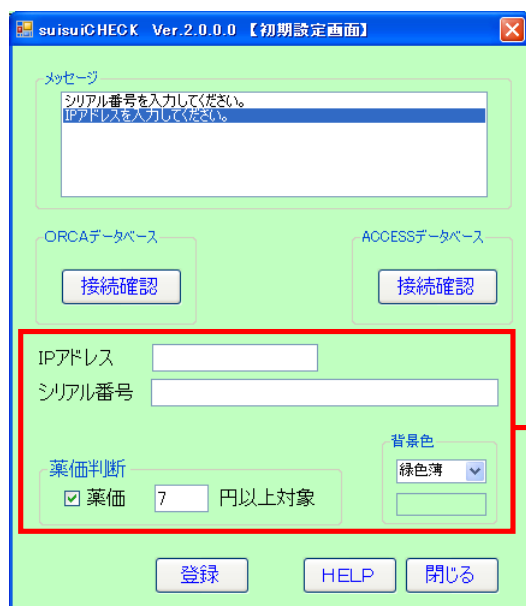 suisuiCHECK Ver.2.0.0.0 【初期設定画面】
メッセージ
シリアル番号を入力してください。
IPアドレスを入力してください。
ORCAデータベース
ACCESSデータベース
接続確認
接続確認
IPアドレス
シリアル番号
背景色
薬価判断
緑色薄
薬価 7 円以上対象
登録
HELP
閉じる